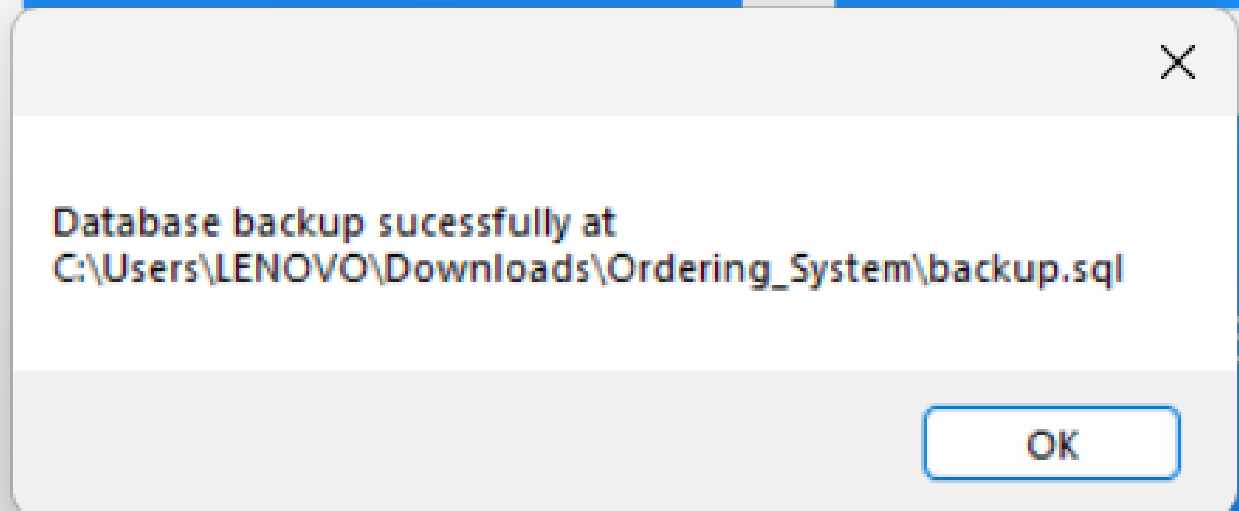 Database backup sucessfully at
C:\Users\LENOVO\Downloads\Ordering_System\backup.sql
OK